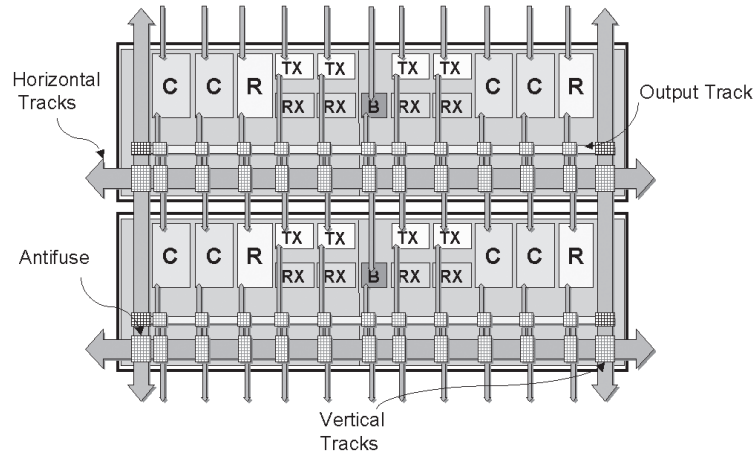 TX TX TX TX
C C R C C R
RX RX B RX RX
Horizontal
Tracks
Output Track
TX TX TX TX
C C R C C R
RX RX B RX RX
Antifuse
Vertical
Tracks